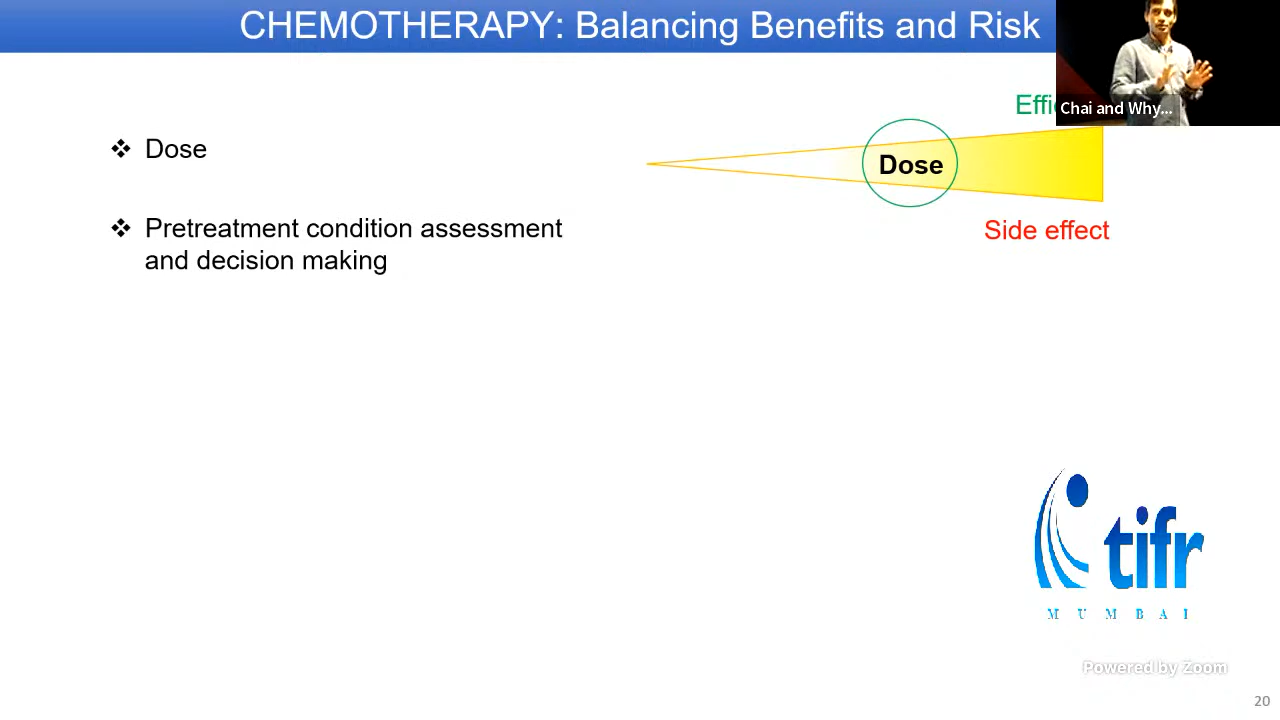 CHEMOTHERAPY: Balancing Benefits and Risk
Chai and Why...
❖ Dose
Dose
❖ Pretreatment condition assessment
and decision making
Side effect
tifr
MUMBAI
Powered by Zoom
20